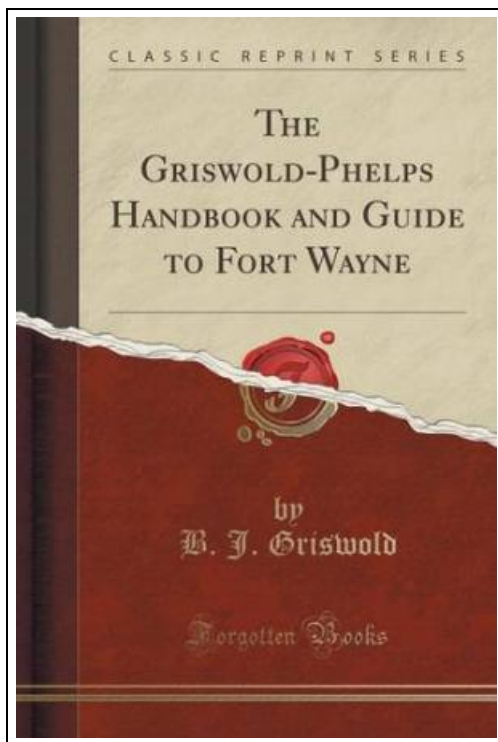 CLASSIC REPRINT SERIES
THE
GRISWOLD-PHELPS
HANDBOOK AND GUIDE
TO FORT WAYNE
by
B. J. Griswold
Forgotten Books